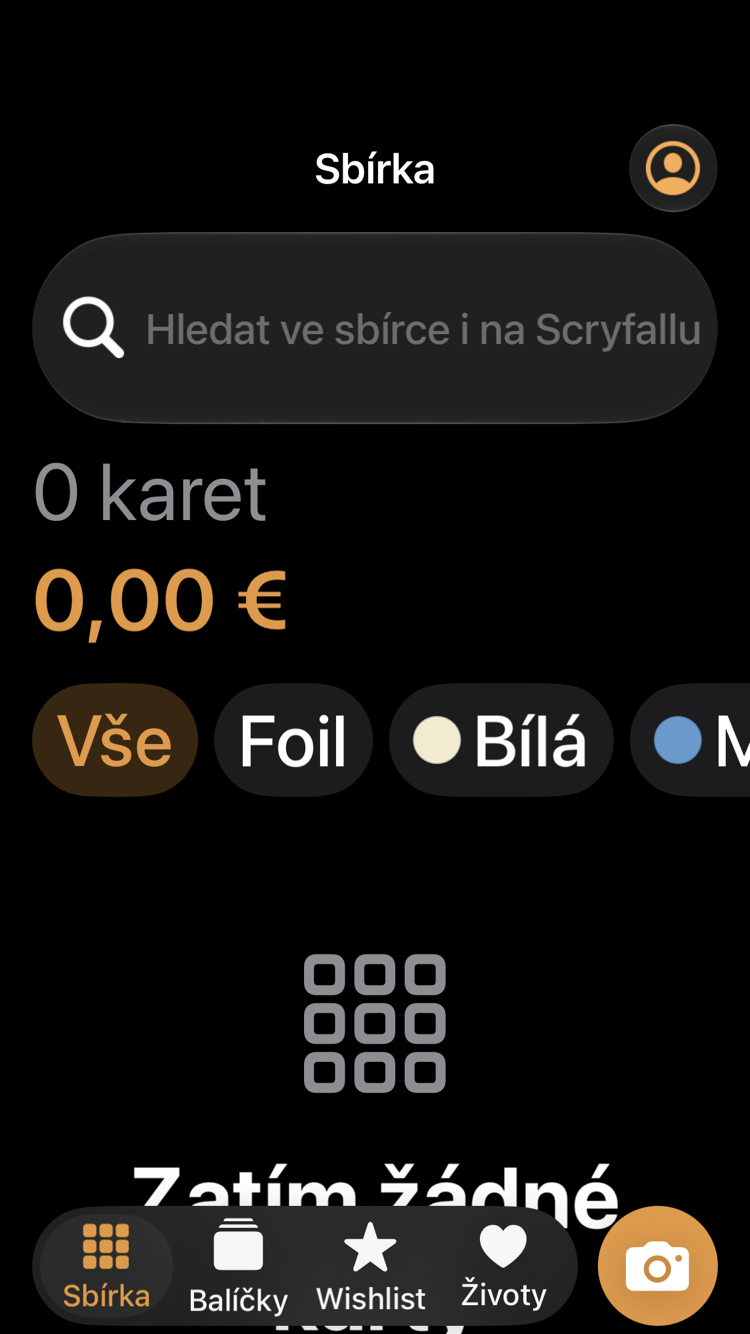 Sbírka
Hledat ve sbírce i na Scryfallu
0 karet
0,00 €
Vše
Foil
Bílá
M
Zatím žádné
karty
Sbírka
Balíčky
Wishlist
Životy